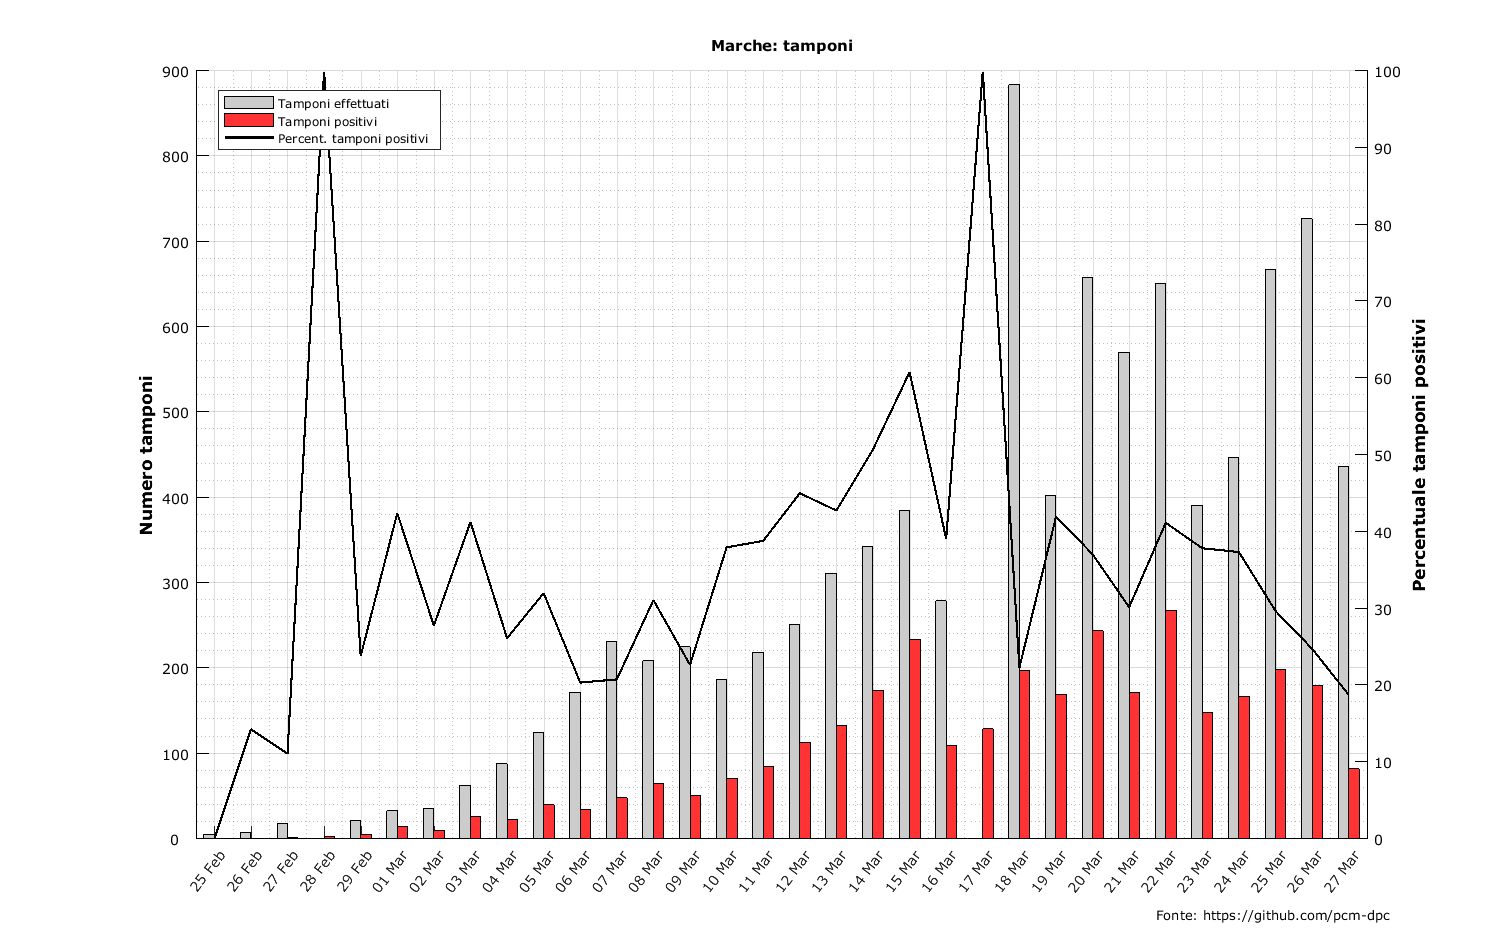 Marche: tamponi
Tamponi effettuati
Tamponi positivi
Percent. tamponi positivi
Numero tamponi
900
800
700
600
500
400
300
200
100
0
100
90
80
70
60
50
40
30
20
10
0
Percentuale tamponi positivi
25 Feb
26 Feb
27 Feb
28 Feb
29 Feb
01 Mar
02 Mar
03 Mar
04 Mar
05 Mar
06 Mar
07 Mar
08 Mar
09 Mar
10 Mar
11 Mar
12 Mar
13 Mar
14 Mar
15 Mar
16 Mar
17 Mar
18 Mar
19 Mar
20 Mar
21 Mar
22 Mar
23 Mar
24 Mar
25 Mar
26 Mar
27 Mar
Fonte: https://github.com/pcm-dpc